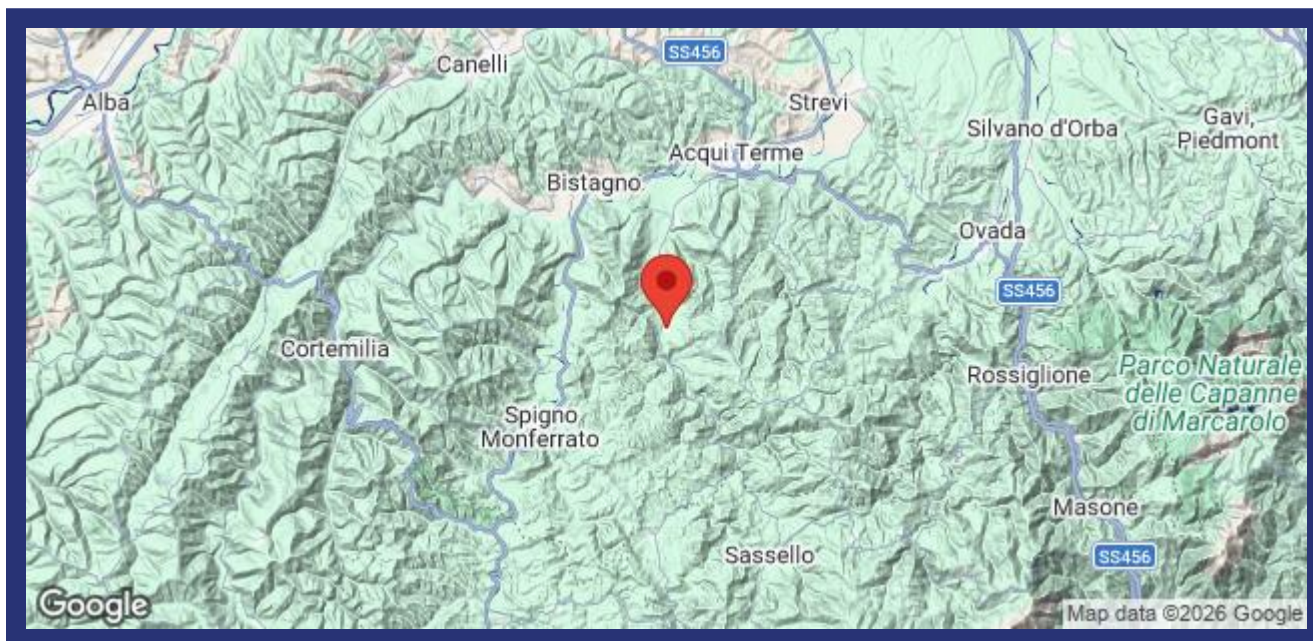 SS456
Canelli
Alba
Strevi
Silvano d'Orba
Gavi,
Piedmont
Acqui Terme
Bistagno
Ovada
SS456
Cortemilia
Rossiglione
Parco Naturale
delle Capanne
di Marcarolo
Spigno
Monferrato
Masone
Sassello
SS456
Google
Map data ©2026 Google